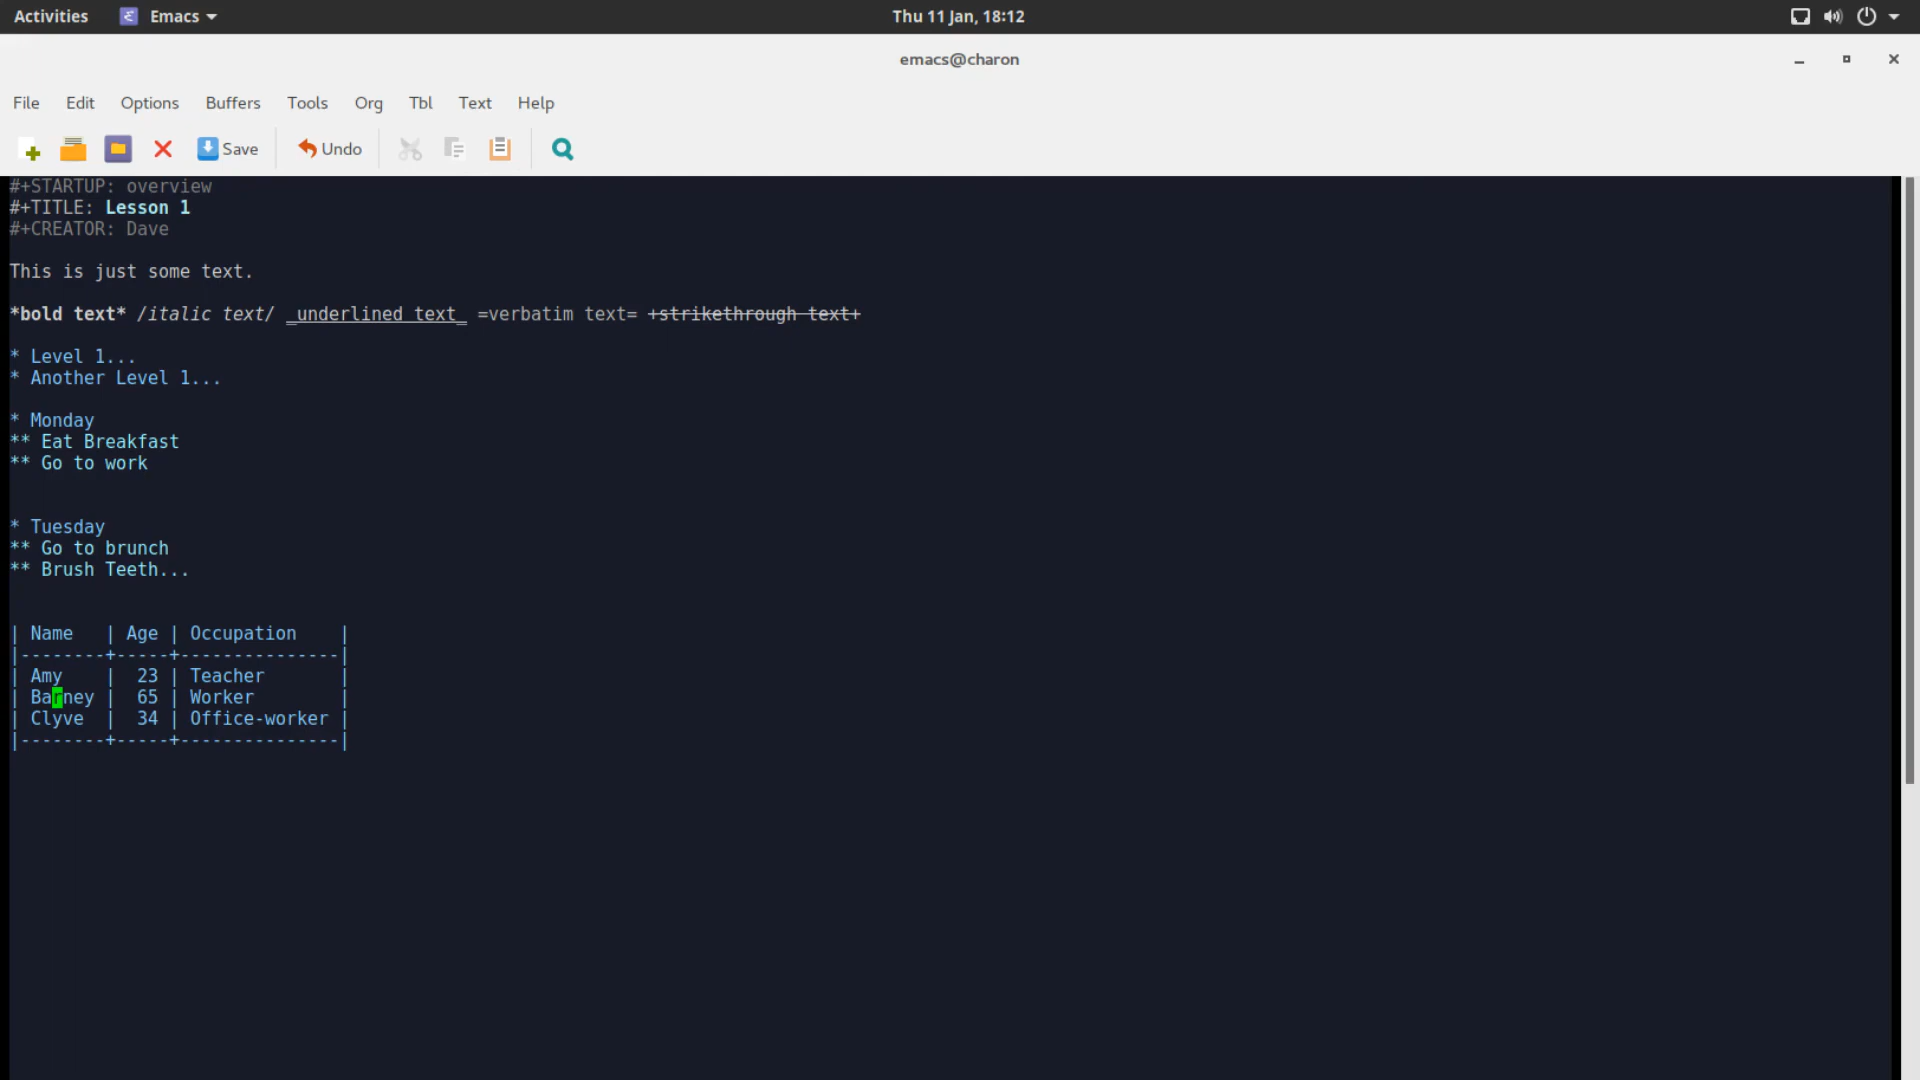 Activities Emacs Thu 11 Jan, 18:12
emacs@charon
File Edit Options Buffers Tools Org Tbl Text Help
Save Undo
#+STARTUP: overview
#+TITLE: Lesson 1
#+CREATOR: Dave
This is just some text.
*bold text* /italic text/ _underlined text_ =verbatim text= +strikethrough text+
* Level 1...
* Another Level 1...
* Monday
** Eat Breakfast
** Go to work
* Tuesday
** Go to brunch
** Brush Teeth...
| Name   | Age | Occupation    |
|--------+-----+---------------|
| Amy    |  23 | Teacher       |
| Barney |  65 | Worker        |
| Clyve  |  34 | Office-worker |
|--------+-----+---------------|